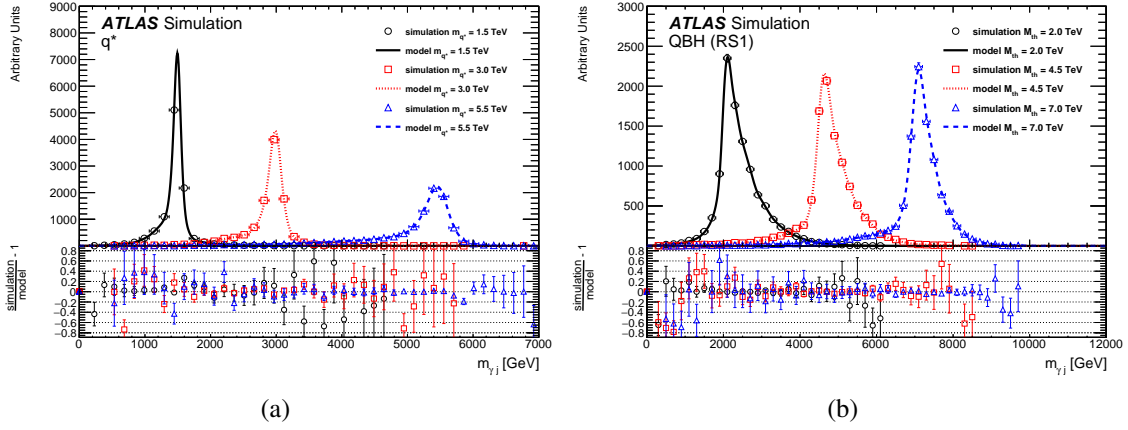 ATLAS Simulation
q*
Arbitrary Units
9000
8000
7000
6000
5000
4000
3000
2000
1000
simulation m_q* = 1.5 TeV
model m_q* = 1.5 TeV
simulation m_q* = 3.0 TeV
model m_q* = 3.0 TeV
simulation m_q* = 5.5 TeV
model m_q* = 5.5 TeV
simulation - 1
model
0.8
0.6
0.4
0.2
0
−0.2
−0.4
−0.6
−0.8
0 1000 2000 3000 4000 5000 6000 7000
m_γ j [GeV]
(a)
ATLAS Simulation
QBH (RS1)
Arbitrary Units
3000
2500
2000
1500
1000
500
simulation M_th = 2.0 TeV
model M_th = 2.0 TeV
simulation M_th = 4.5 TeV
model M_th = 4.5 TeV
simulation M_th = 7.0 TeV
model M_th = 7.0 TeV
simulation - 1
model
0.8
0.6
0.4
0.2
0
−0.2
−0.4
−0.6
−0.8
0 2000 4000 6000 8000 10000 12000
m_γ j [GeV]
(b)